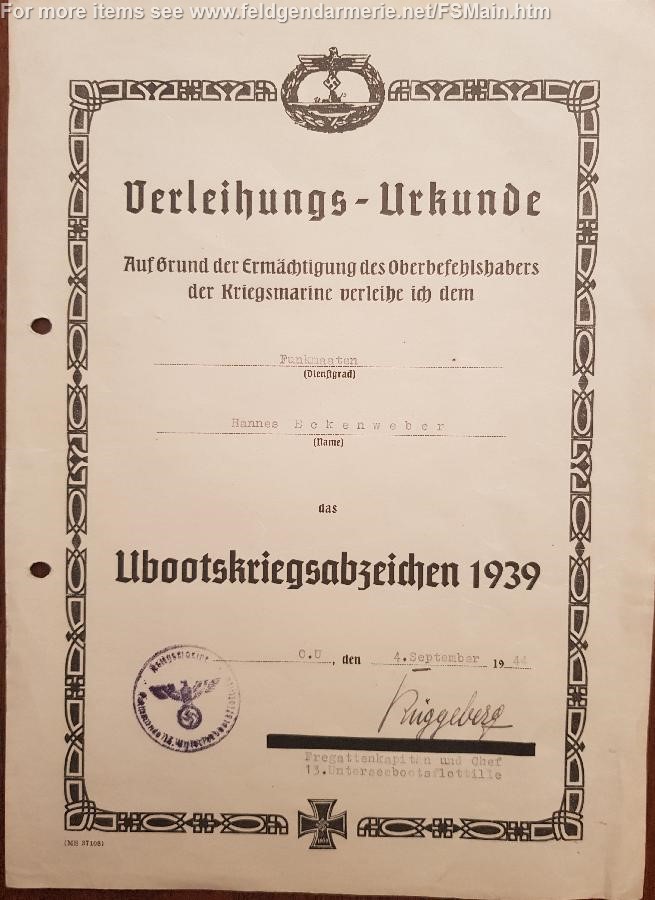 For more items see www.feldgendarmerie.net/FSMain.htm
Verleihungs-Urkunde
Auf Grund der Ermächtigung des Oberbefehlshabers
der Kriegsmarine verleihe ich dem
Funkmaaten
(Dienstgrad)
Hannes Eckenweber
(Name)
das
Ubootskriegsabzeichen 1939
O.U, den 4.September 1944
Kriegsmarine
Rüggeberg
Fregattenkapitän und Chef
13.Unterseebootsflottille
(MS 37108)